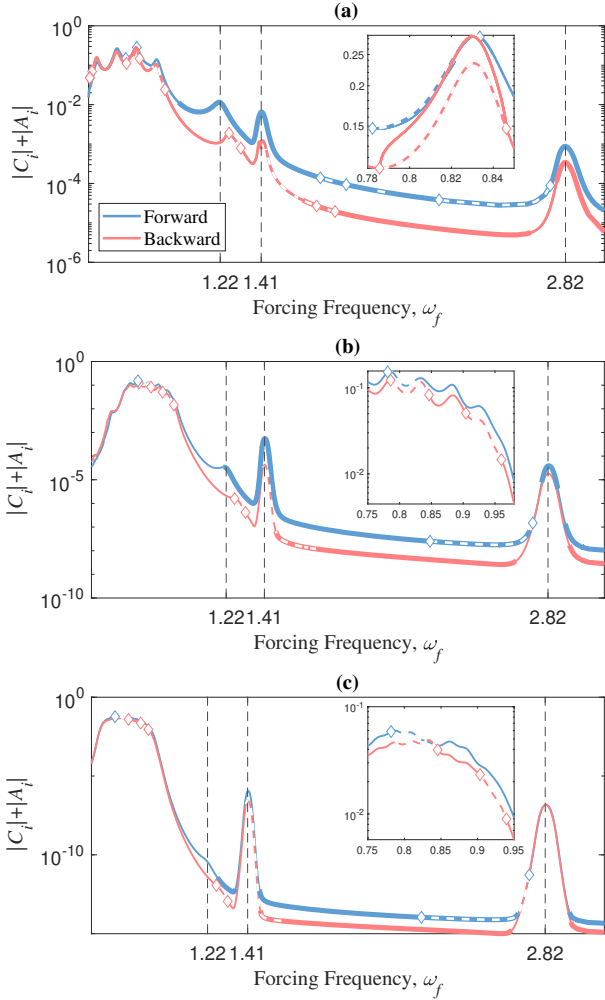 (a)
10^0
10^-2
10^-4
10^-6
|C_i|+|A_i|
0.25
0.2
0.15
0.1
0.78 0.8 0.82 0.84
Forward
Backward
1.22 1.41 2.82
Forcing Frequency, ω_f
(b)
10^0
10^-5
10^-10
|C_i|+|A_i|
10^-1
10^-2
0.75 0.8 0.85 0.9 0.95
1.22 1.41 2.82
Forcing Frequency, ω_f
(c)
10^0
10^-10
|C_i|+|A_i|
10^-1
10^-2
0.75 0.8 0.85 0.9 0.95
1.22 1.41 2.82
Forcing Frequency, ω_f